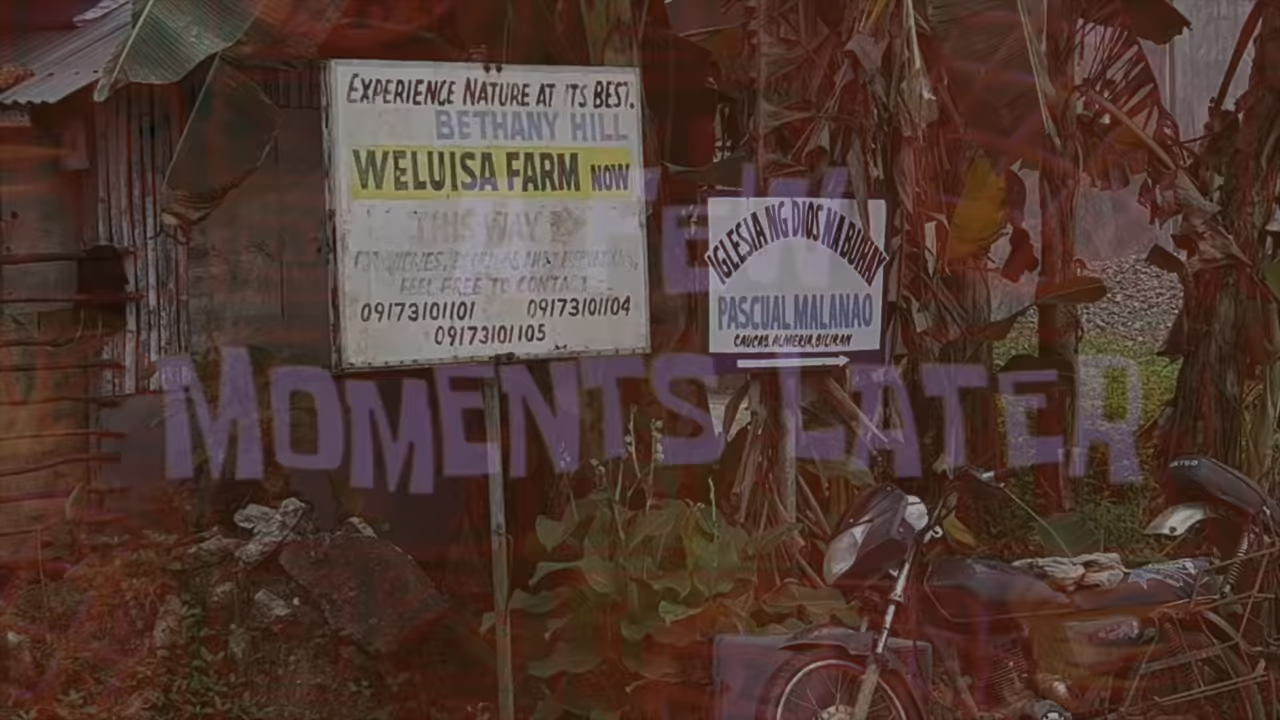 EXPERIENCE NATURE AT ITS BEST.
BETHANY HILL
WELUISA FARM NOW
THIS WAY
FEEL FREE TO CONTACT
09173101101 09173101104
09173101105
IGLESIA NG DIOS NA BUHAY
PASCUAL MALANAO
CAUCAB, ALMERIA, BILIRAN
MOMENTS LATER